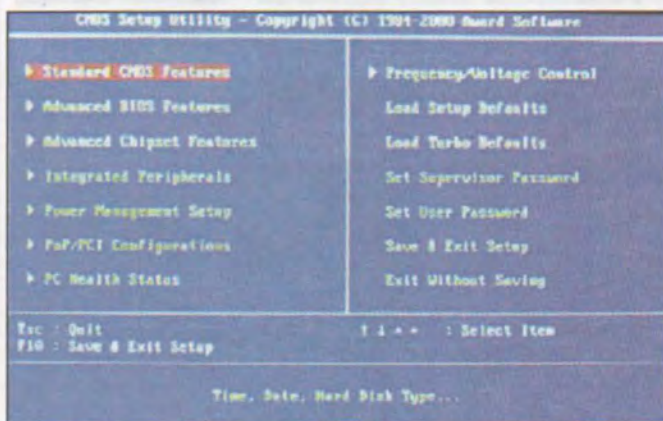 CMOS Setup Utility - Copyright (C) 1984-2000 Award Software
Standard CMOS Features
Advanced BIOS Features
Advanced Chipset Features
Integrated Peripherals
Power Management Setup
PnP/PCI Configurations
PC Health Status
Frequency/Voltage Control
Load Setup Defaults
Load Turbo Defaults
Set Supervisor Password
Set User Password
Save & Exit Setup
Exit Without Saving
Esc : Quit
F10 : Save & Exit Setup
: Select Item
Time, Date, Hard Disk Type...